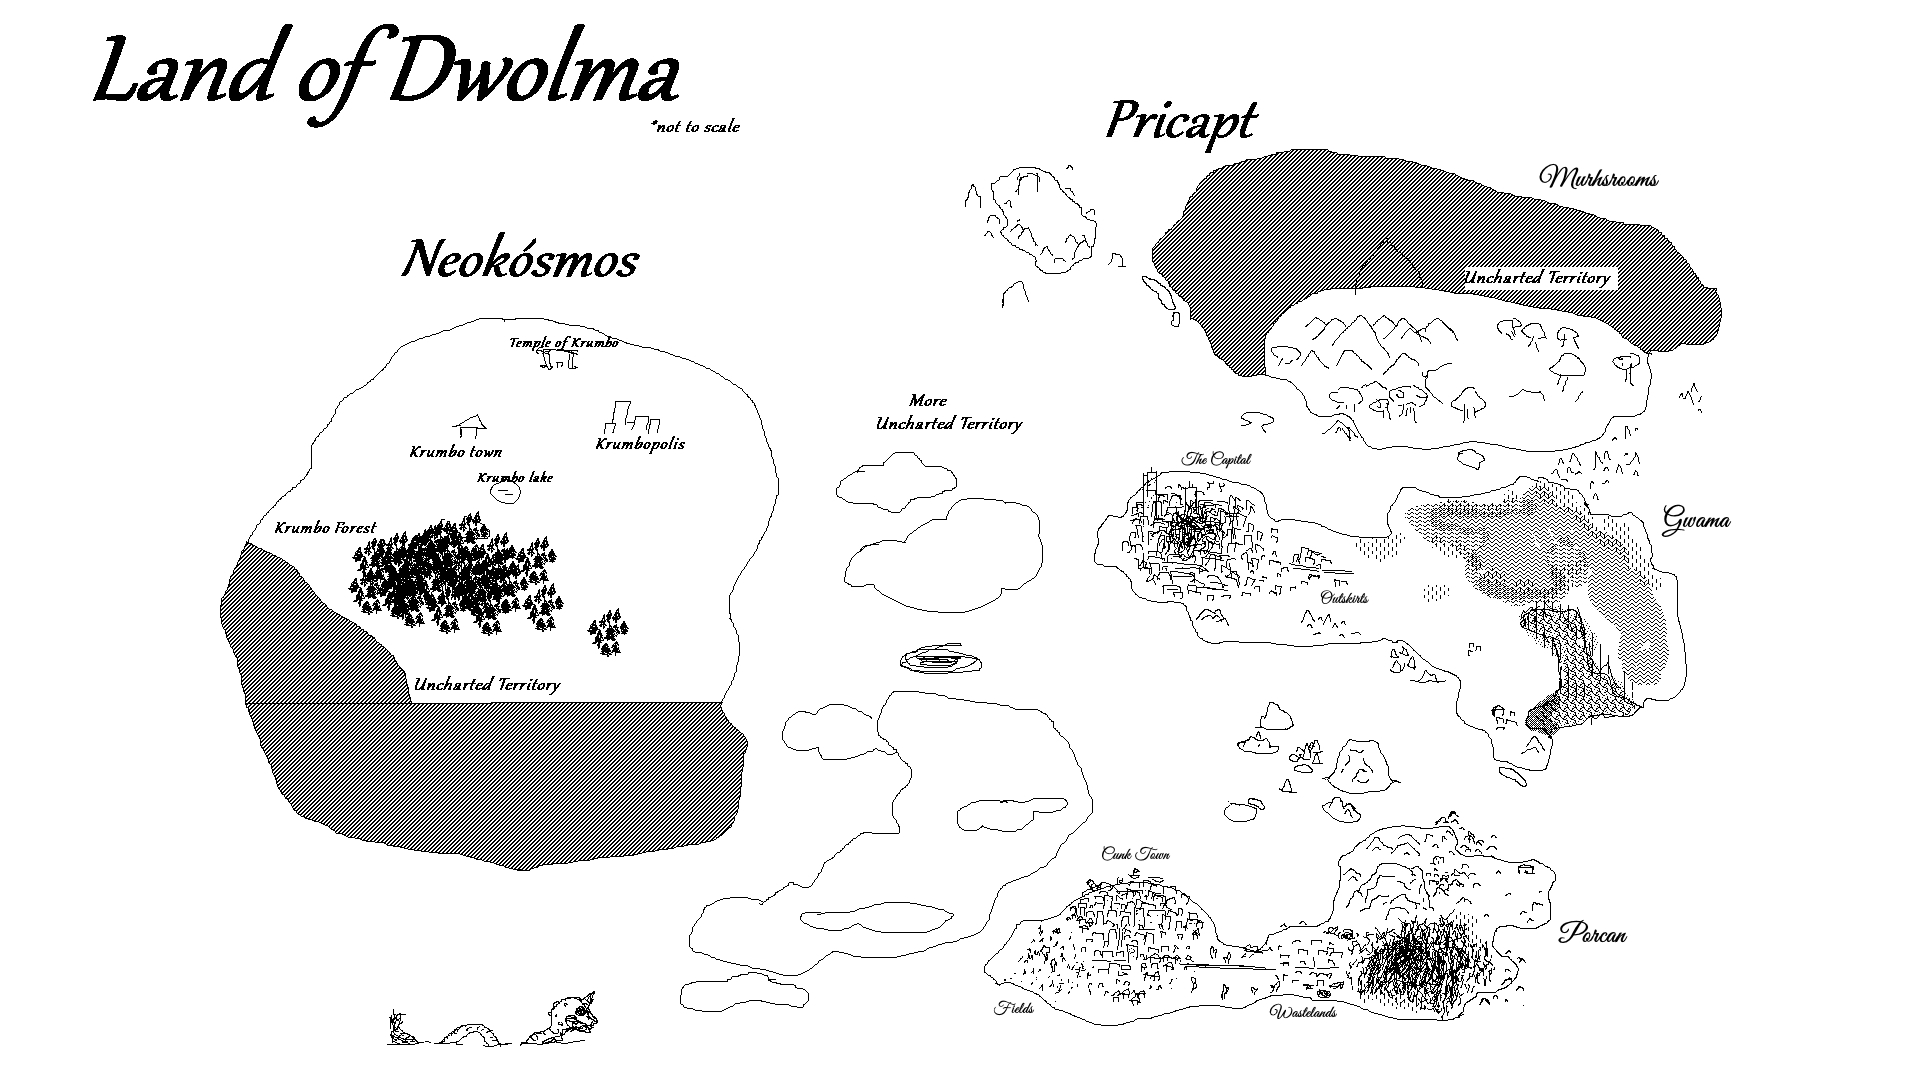 Land of Dwolma
*not to scale
Pricapt
Murhsrooms
Uncharted Territory
Neokósmos
Temple of Krumbo
Krumbo town
Krumbopolis
Krumbo lake
Krumbo Forest
Uncharted Territory
More
Uncharted Territory
The Capital
Gwama
Outskirts
Cunk Town
Porcan
Fields
Wastelands